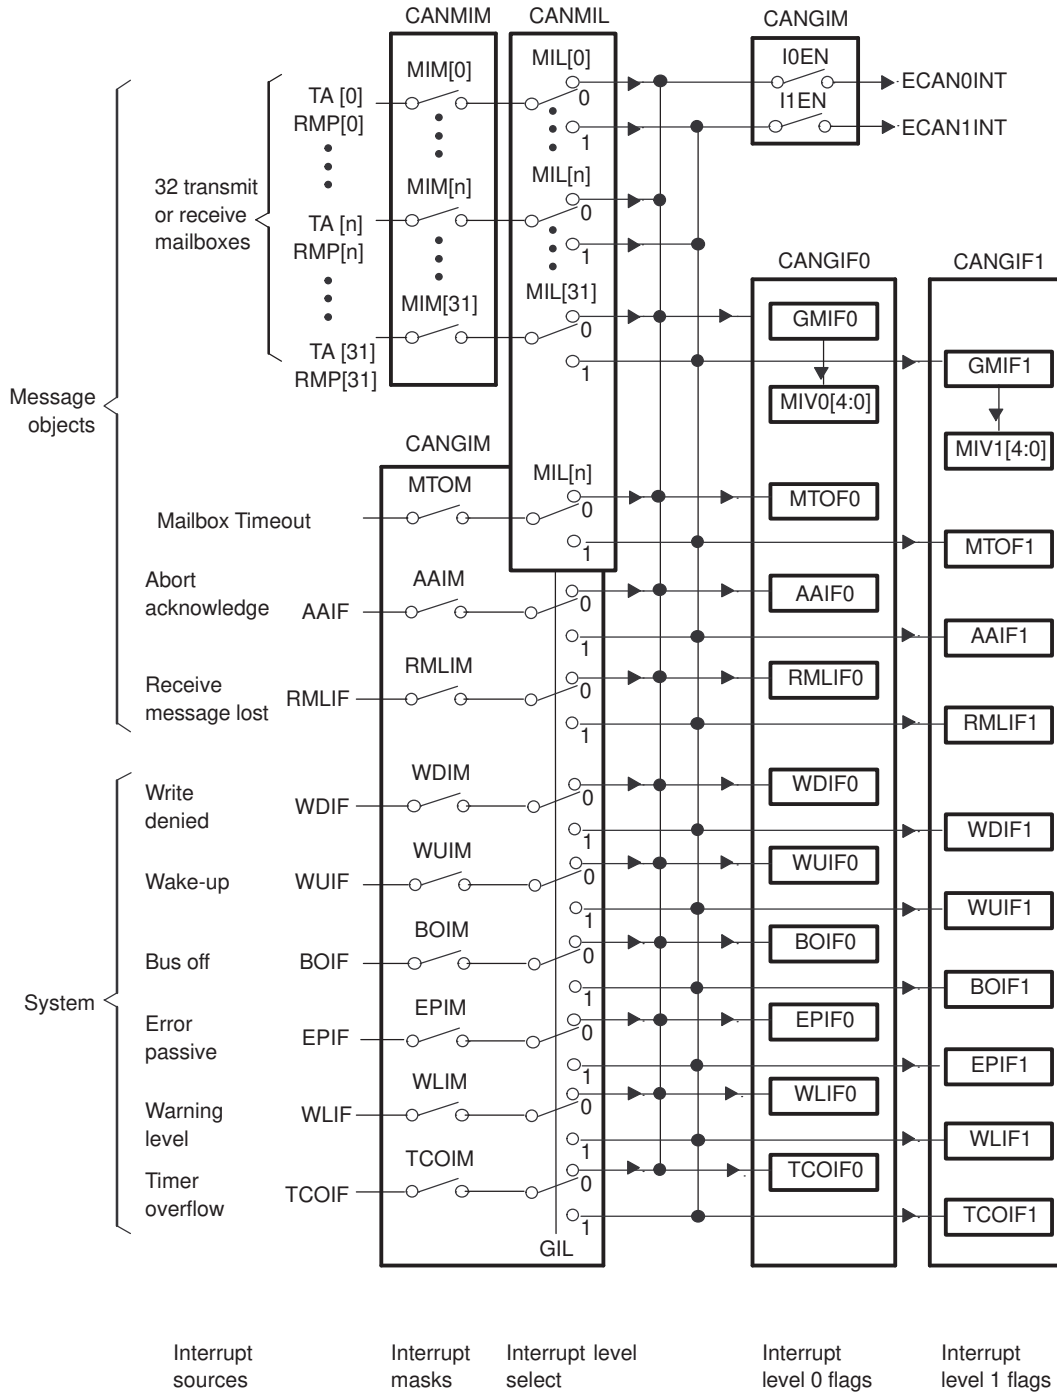 CANMIM
CANMIL
CANGIM
MIM[0]
MIL[0]
I0EN
ECAN0INT
TA [0]
RMP[0]
0
I1EN
ECAN1INT
1
32 transmit
or receive
mailboxes
MIM[n]
MIL[n]
TA [n]
RMP[n]
0
1
CANGIF0
CANGIF1
MIM[31]
MIL[31]
GMIF0
0
TA [31]
RMP[31]
1
GMIF1
Message
objects
MIV0[4:0]
MIV1[4:0]
CANGIM
MTOM
MIL[n]
MTOF0
Mailbox Timeout
0
1
MTOF1
Abort
acknowledge
AAIF
AAIM
0
AAIF0
1
AAIF1
Receive
message lost
RMLIF
RMLIM
0
RMLIF0
1
RMLIF1
Write
denied
WDIF
WDIM
0
WDIF0
1
WDIF1
Wake-up
WUIF
WUIM
0
WUIF0
1
WUIF1
Bus off
BOIF
BOIM
0
BOIF0
1
BOIF1
System
Error
passive
EPIF
EPIM
0
EPIF0
1
EPIF1
Warning
level
WLIF
WLIM
0
WLIF0
1
WLIF1
Timer
overflow
TCOIF
TCOIM
0
TCOIF0
1
TCOIF1
GIL
Interrupt
sources
Interrupt
masks
Interrupt level
select
Interrupt
level 0 flags
Interrupt
level 1 flags